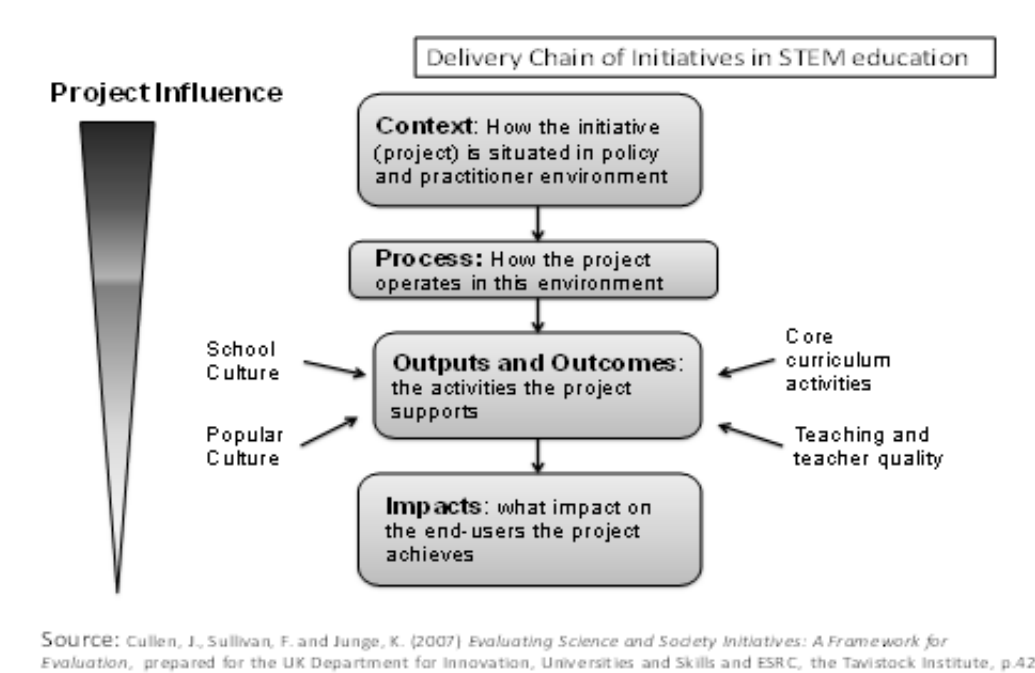 Delivery Chain of Initiatives in STEM education
Project Influence
Context: How the initiative
(project) is situated in policy
and practitioner environment
Process: How the project
operates in this environment
School
Culture
Popular
Culture
Outputs and Outcomes:
the activities the project
supports
Core
curriculum
activities
Teaching and
teacher quality
Impacts: what impact on
the end-users the project
achieves
Source: Cullen, J., Sullivan, F. and Junge, K. (2007) Evaluating Science and Society Initiatives: A Framework for
Evaluation, prepared for the UK Department for Innovation, Universities and Skills and ESRC, the Tavistock Institute, p.42